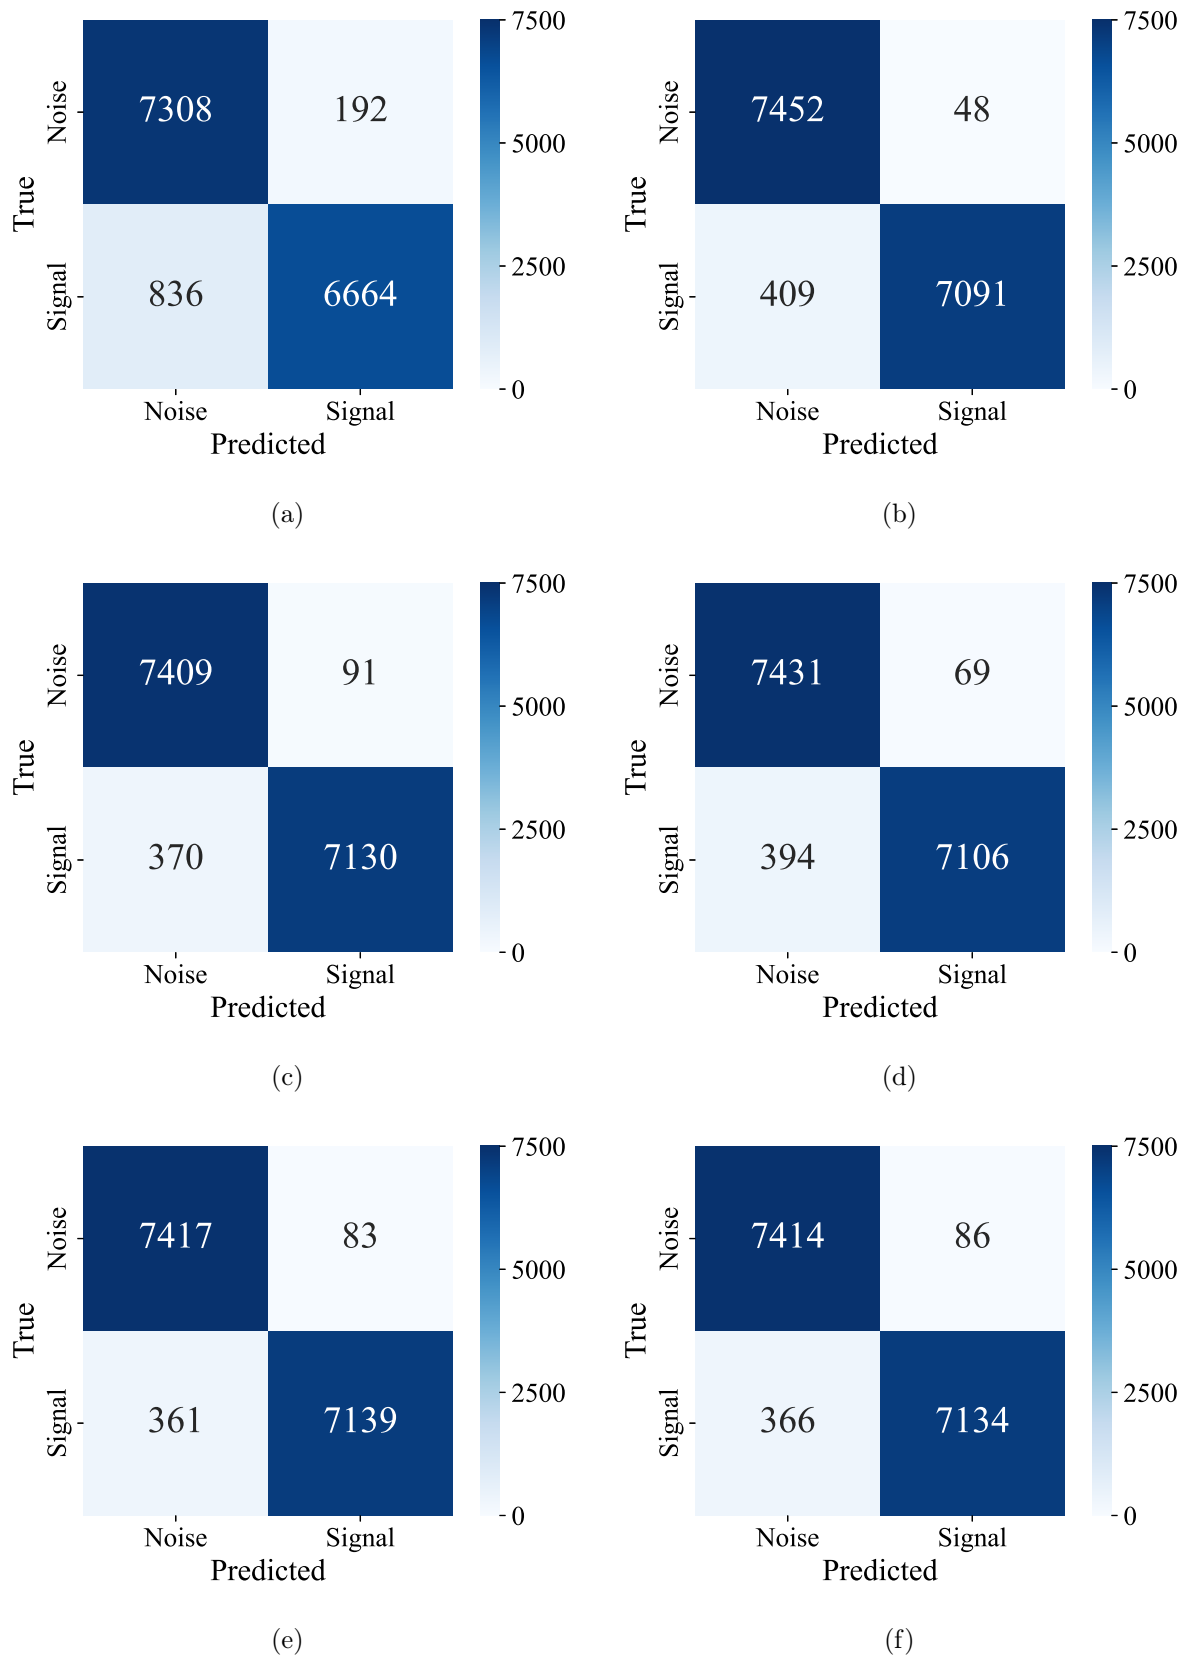 7500
5000
2500
0
True
Noise
Signal
7308 192
836 6664
Noise Signal
Predicted
(a)
7500
5000
2500
0
True
Noise
Signal
7452 48
409 7091
Noise Signal
Predicted
(b)
7500
5000
2500
0
True
Noise
Signal
7409 91
370 7130
Noise Signal
Predicted
(c)
7500
5000
2500
0
True
Noise
Signal
7431 69
394 7106
Noise Signal
Predicted
(d)
7500
5000
2500
0
True
Noise
Signal
7417 83
361 7139
Noise Signal
Predicted
(e)
7500
5000
2500
0
True
Noise
Signal
7414 86
366 7134
Noise Signal
Predicted
(f)